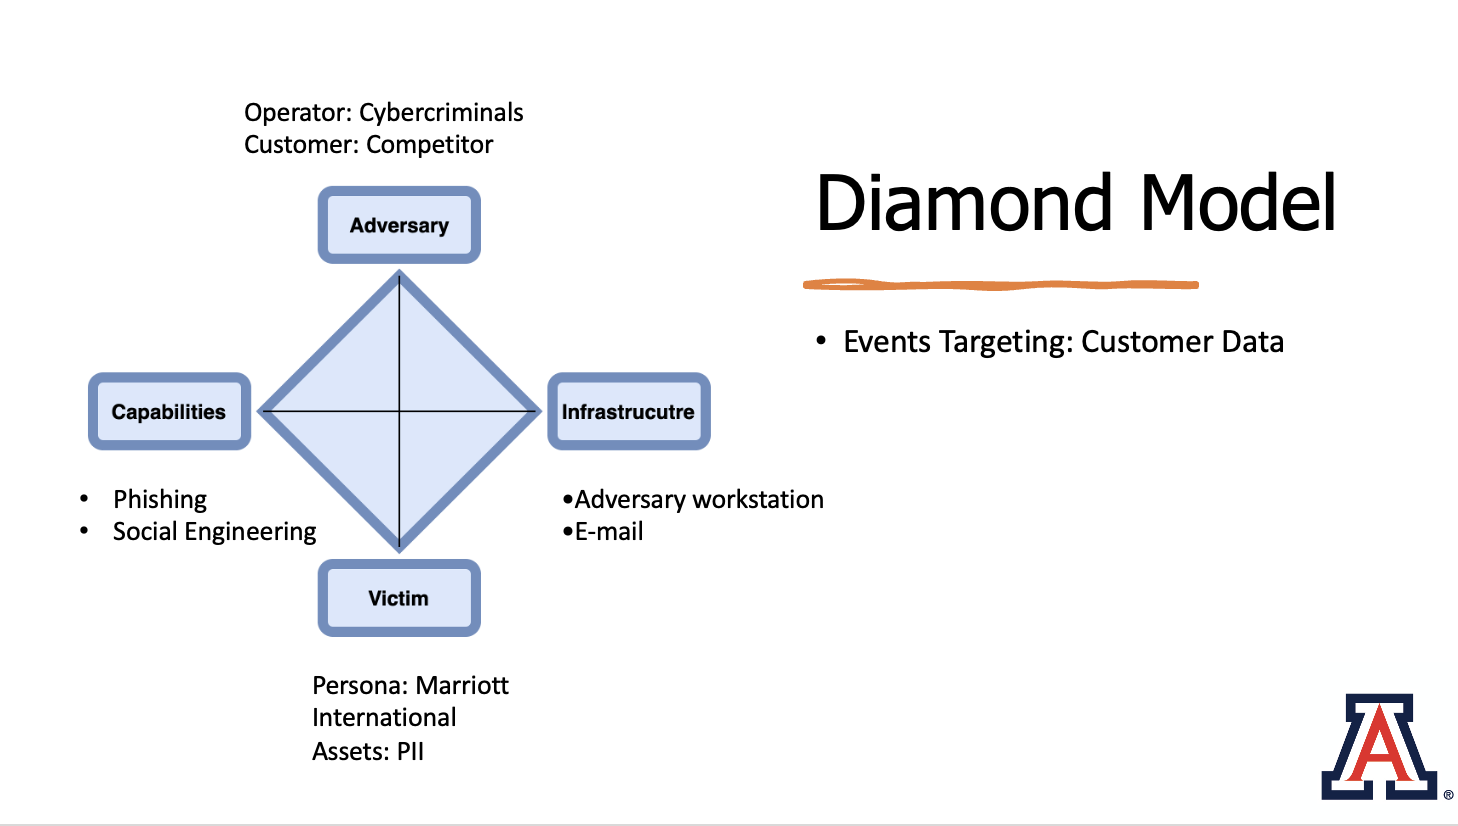 Operator: Cybercriminals
Customer: Competitor
Adversary
Capabilities
Infrastrucutre
• Phishing
• Social Engineering
•Adversary workstation
•E-mail
Victim
Persona: Marriott
International
Assets: PII
Diamond Model
• Events Targeting: Customer Data
A
®